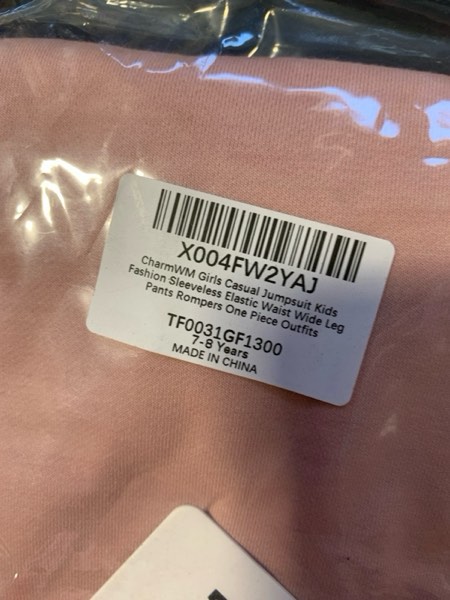 X004FW2YAJ
CharmWM Girls Casual Jumpsuit Kids
Fashion Sleeveless Elastic Waist Wide Leg
Pants Rompers One Piece Outfits
TF0031GF1300
7-8 Years
MADE IN CHINA